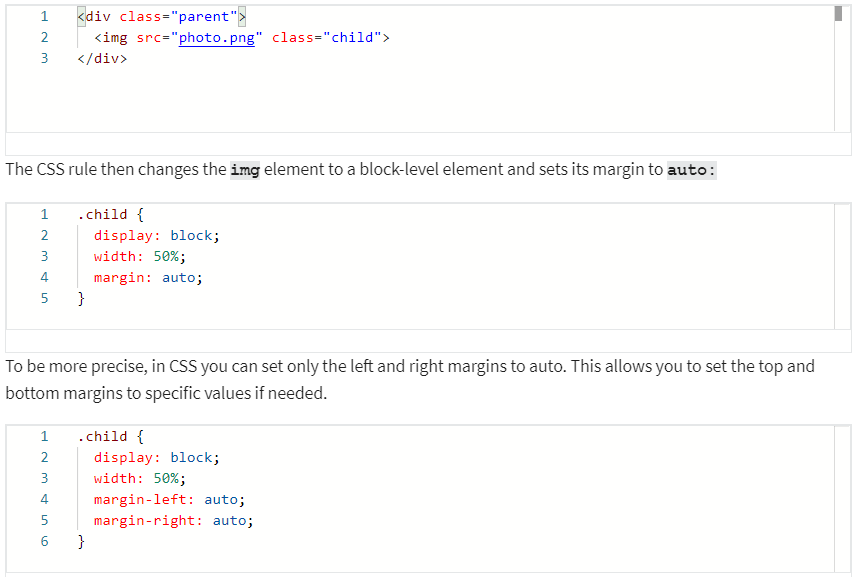 1 <div class="parent">
2 <img src="photo.png" class="child">
3 </div>
The CSS rule then changes the img element to a block-level element and sets its margin to auto:
1 .child {
2 display: block;
3 width: 50%;
4 margin: auto;
5 }
To be more precise, in CSS you can set only the left and right margins to auto. This allows you to set the top and
bottom margins to specific values if needed.
1 .child {
2 display: block;
3 width: 50%;
4 margin-left: auto;
5 margin-right: auto;
6 }